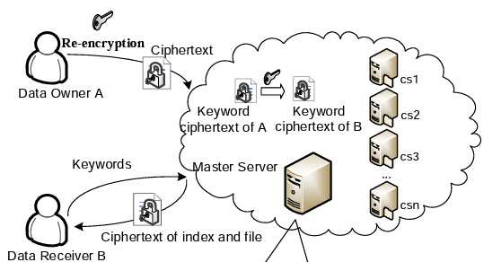 Re-encryption
Ciphertext
Data Owner A
Keyword
ciphertext of A
Keyword
ciphertext of B
cs1
cs2
cs3
...
csn
Keywords
Master Server
Ciphertext of index and file
Data Receiver B